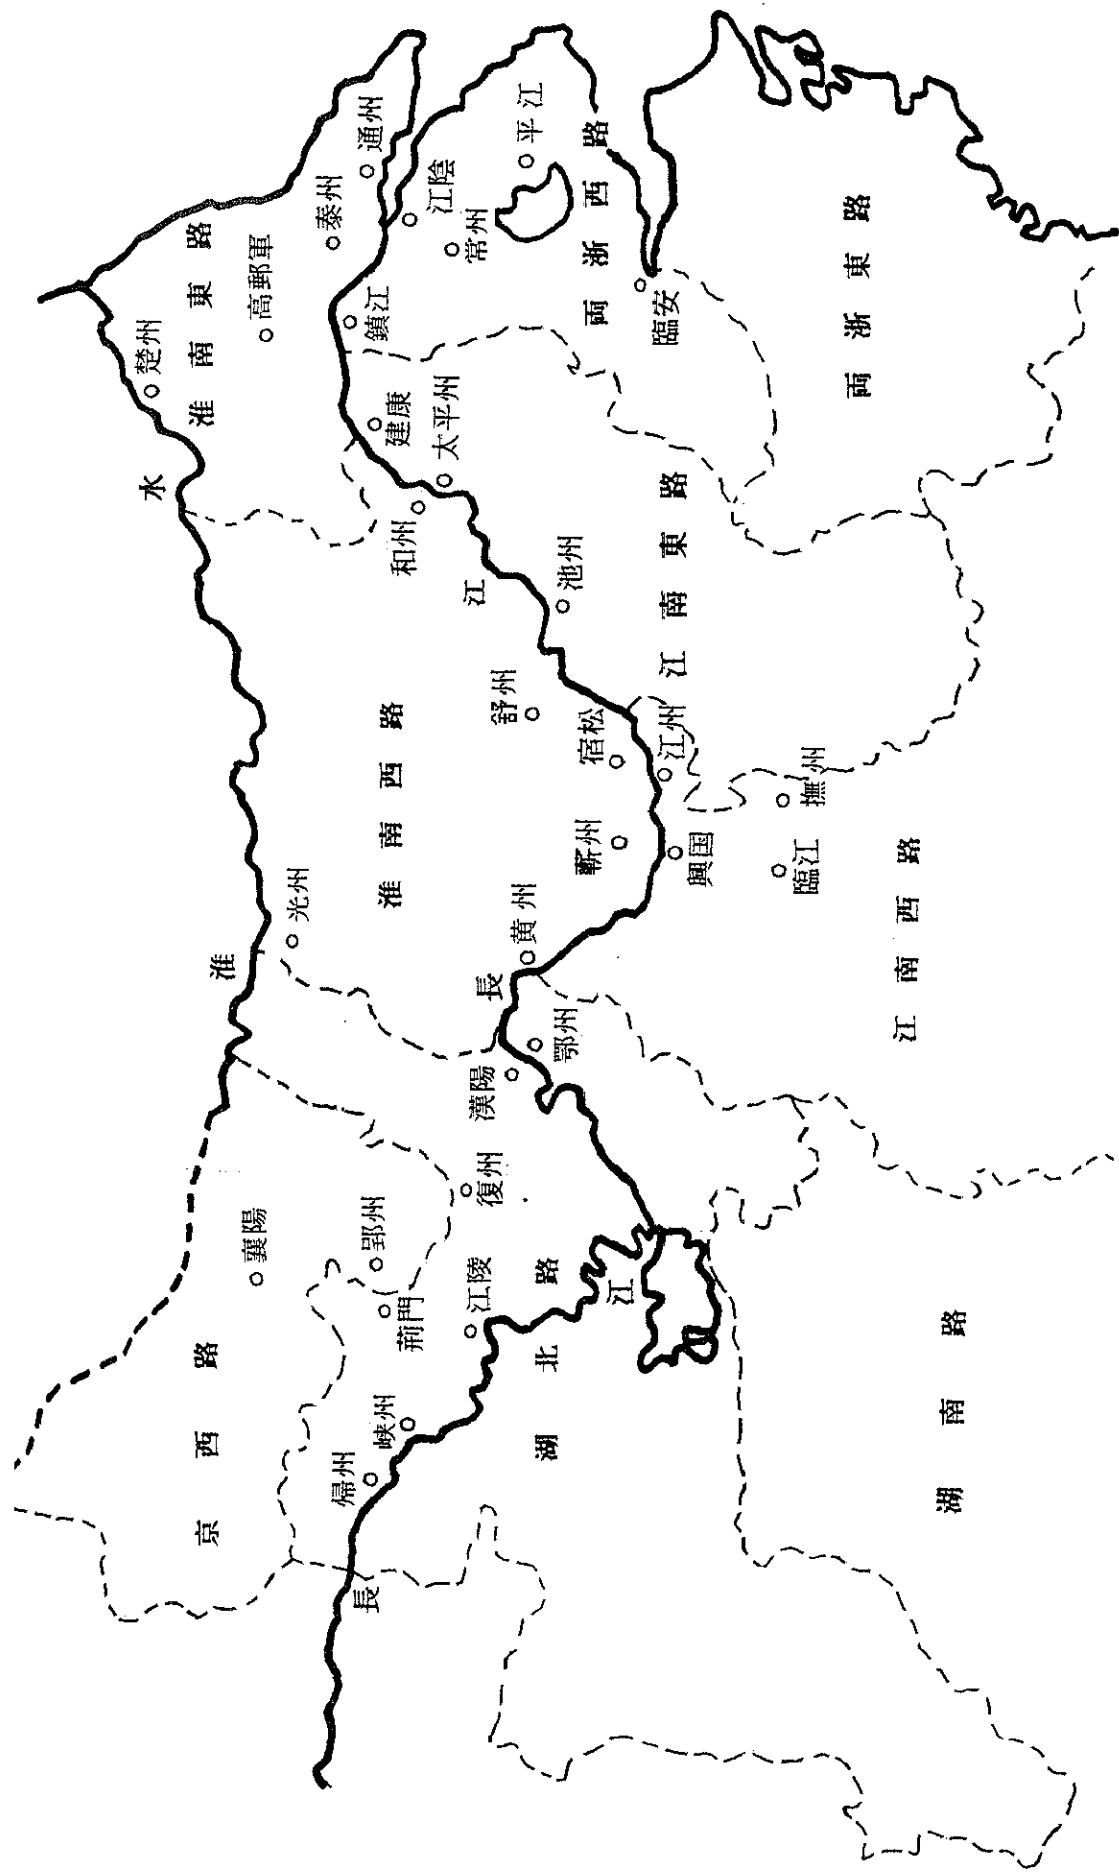 淮水
長江
長江
淮南東路
淮南西路
京西路
湖北路
湖南路
江南西路
江南東路
両浙西路
両浙東路
楚州
高郵軍
泰州
通州
江陰
常州
平江
鎮江
建康
太平州
和州
臨安
池州
舒州
宿松
江州
蘄州
興国
撫州
臨江
光州
黄州
鄂州
漢陽
復州
襄陽
郢州
荊門
江陵
峡州
帰州